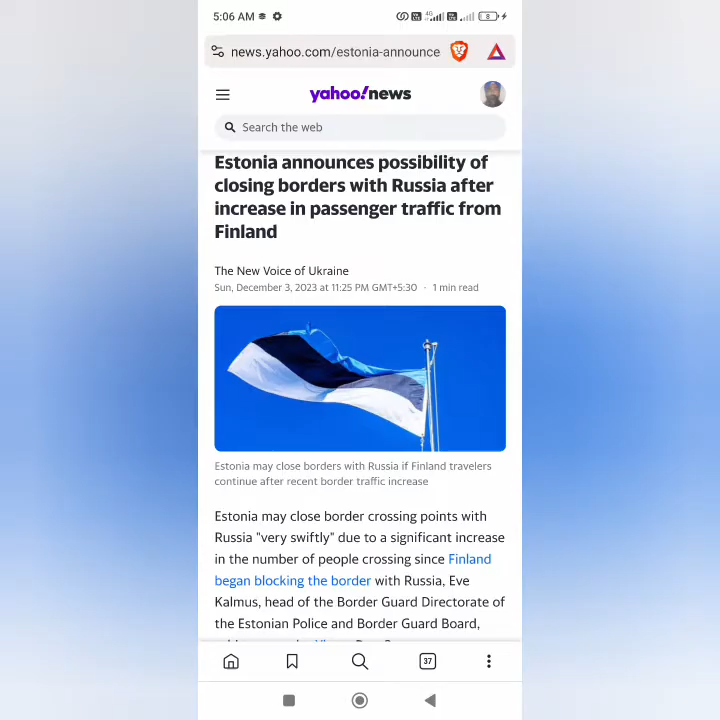 5:06 AM
4G
8
news.yahoo.com/estonia-announce
yahoo!news
Search the web
Estonia announces possibility of
closing borders with Russia after
increase in passenger traffic from
Finland
The New Voice of Ukraine
Sun, December 3, 2023 at 11:25 PM GMT+5:30 · 1 min read
Estonia may close borders with Russia if Finland travelers
continue after recent border traffic increase
Estonia may close border crossing points with
Russia "very swiftly" due to a significant increase
in the number of people crossing since Finland
began blocking the border with Russia, Eve
Kalmus, head of the Border Guard Directorate of
the Estonian Police and Border Guard Board,
37